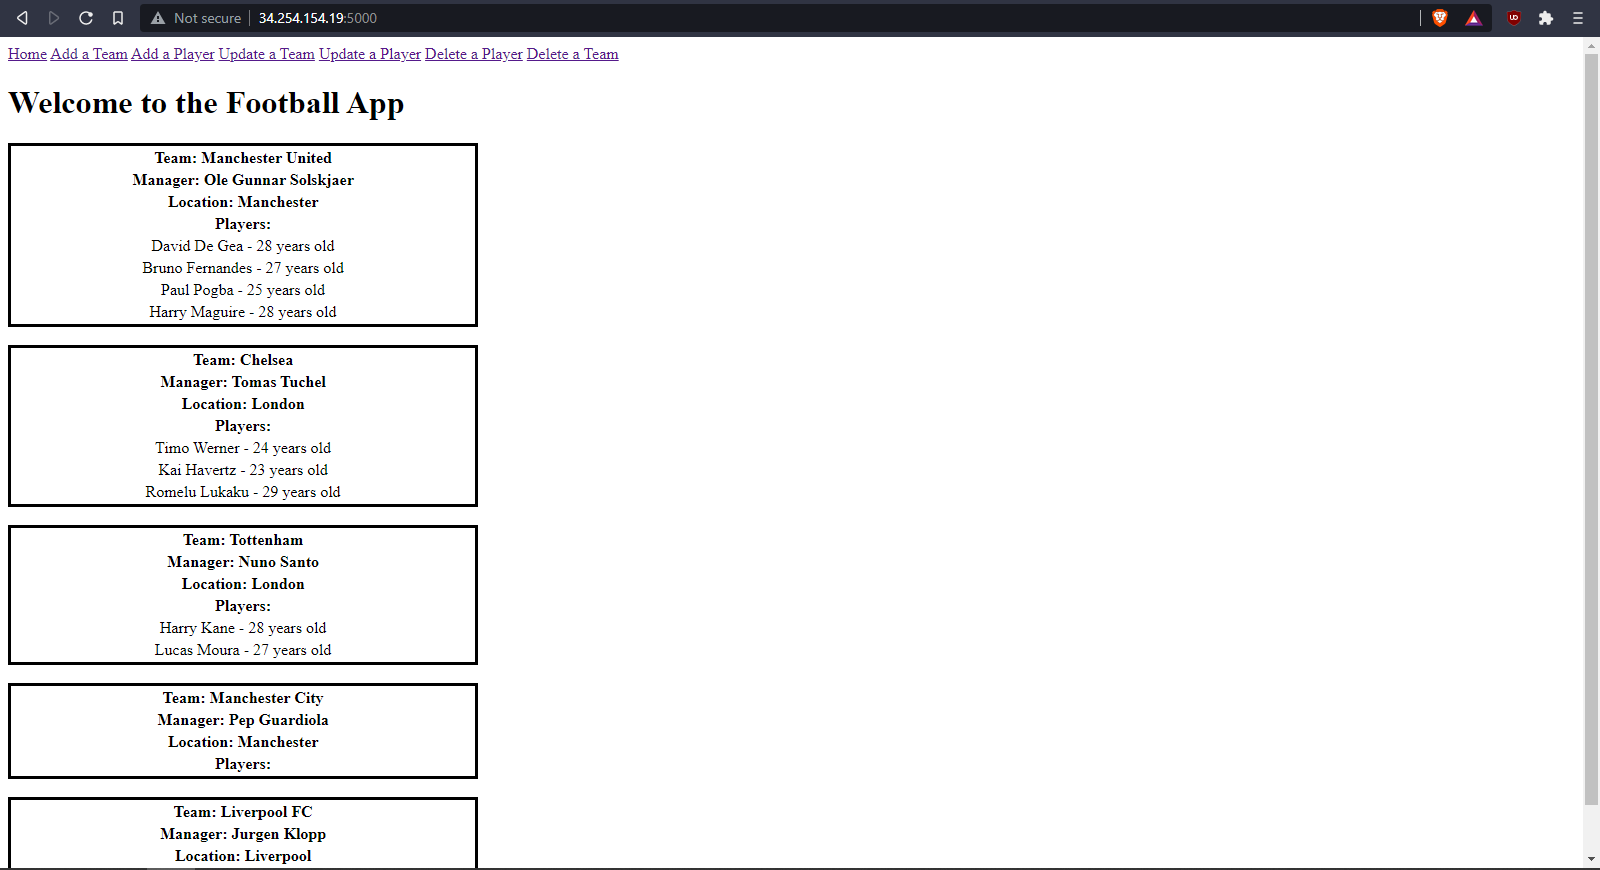 Not secure 34.254.154.19:5000
Home Add a Team Add a Player Update a Team Update a Player Delete a Player Delete a Team
Welcome to the Football App
Team: Manchester United
Manager: Ole Gunnar Solskjaer
Location: Manchester
Players:
David De Gea - 28 years old
Bruno Fernandes - 27 years old
Paul Pogba - 25 years old
Harry Maguire - 28 years old
Team: Chelsea
Manager: Tomas Tuchel
Location: London
Players:
Timo Werner - 24 years old
Kai Havertz - 23 years old
Romelu Lukaku - 29 years old
Team: Tottenham
Manager: Nuno Santo
Location: London
Players:
Harry Kane - 28 years old
Lucas Moura - 27 years old
Team: Manchester City
Manager: Pep Guardiola
Location: Manchester
Players:
Team: Liverpool FC
Manager: Jurgen Klopp
Location: Liverpool